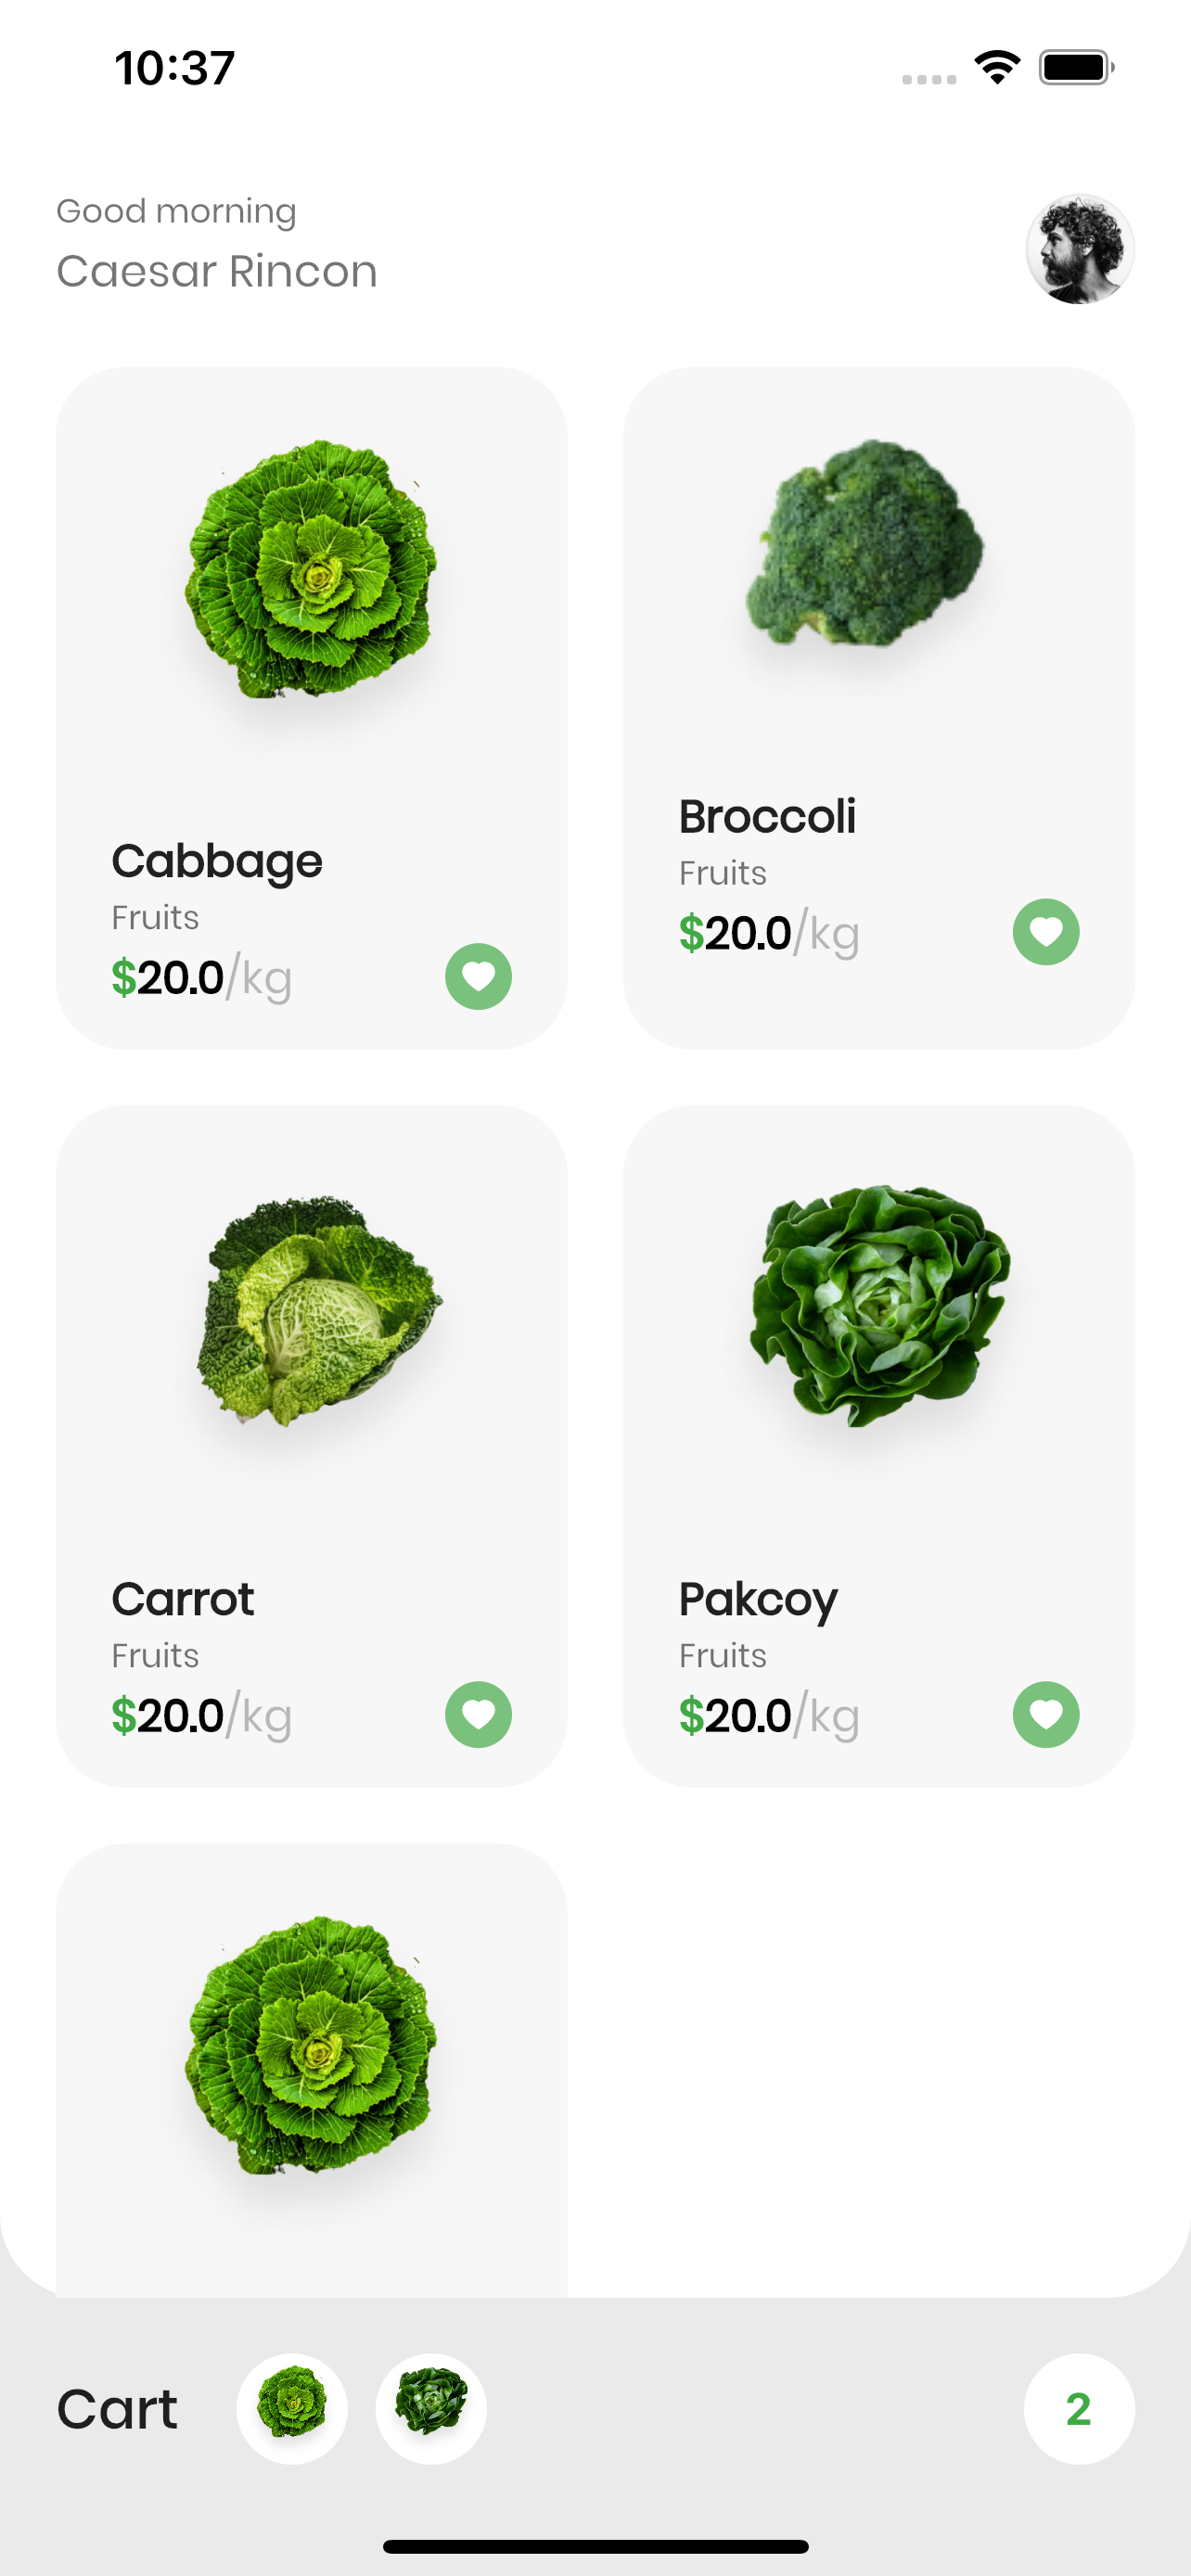 10:37
Good morning
Caesar Rincon
Cabbage
Fruits
$20.0/kg
Broccoli
Fruits
$20.0/kg
Carrot
Fruits
$20.0/kg
Pakcoy
Fruits
$20.0/kg
Cart
2